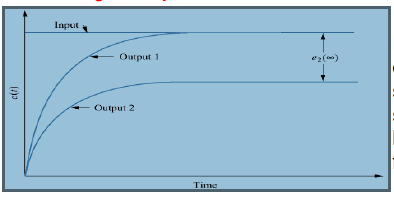 Input
Output 1
e₂(∞)
c(t)
Output 2
Time